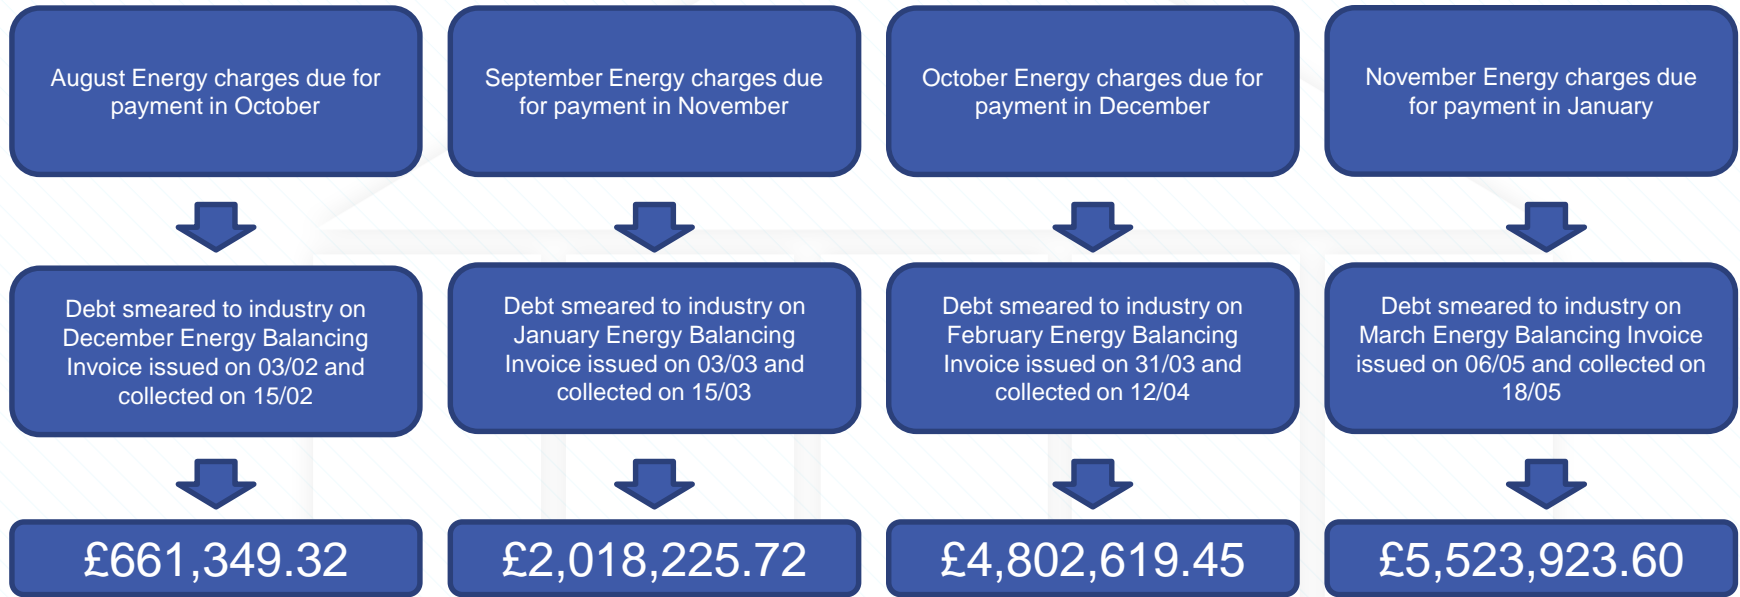 August Energy charges due for
payment in October
September Energy charges due
for payment in November
October Energy charges due for
payment in December
November Energy charges due
for payment in January
Debt smeared to industry on
December Energy Balancing
Invoice issued on 03/02 and
collected on 15/02
Debt smeared to industry on
January Energy Balancing
Invoice issued on 03/03 and
collected on 15/03
Debt smeared to industry on
February Energy Balancing
Invoice issued on 31/03 and
collected on 12/04
Debt smeared to industry on
March Energy Balancing Invoice
issued on 06/05 and collected on
18/05
£661,349.32
£2,018,225.72
£4,802,619.45
£5,523,923.60